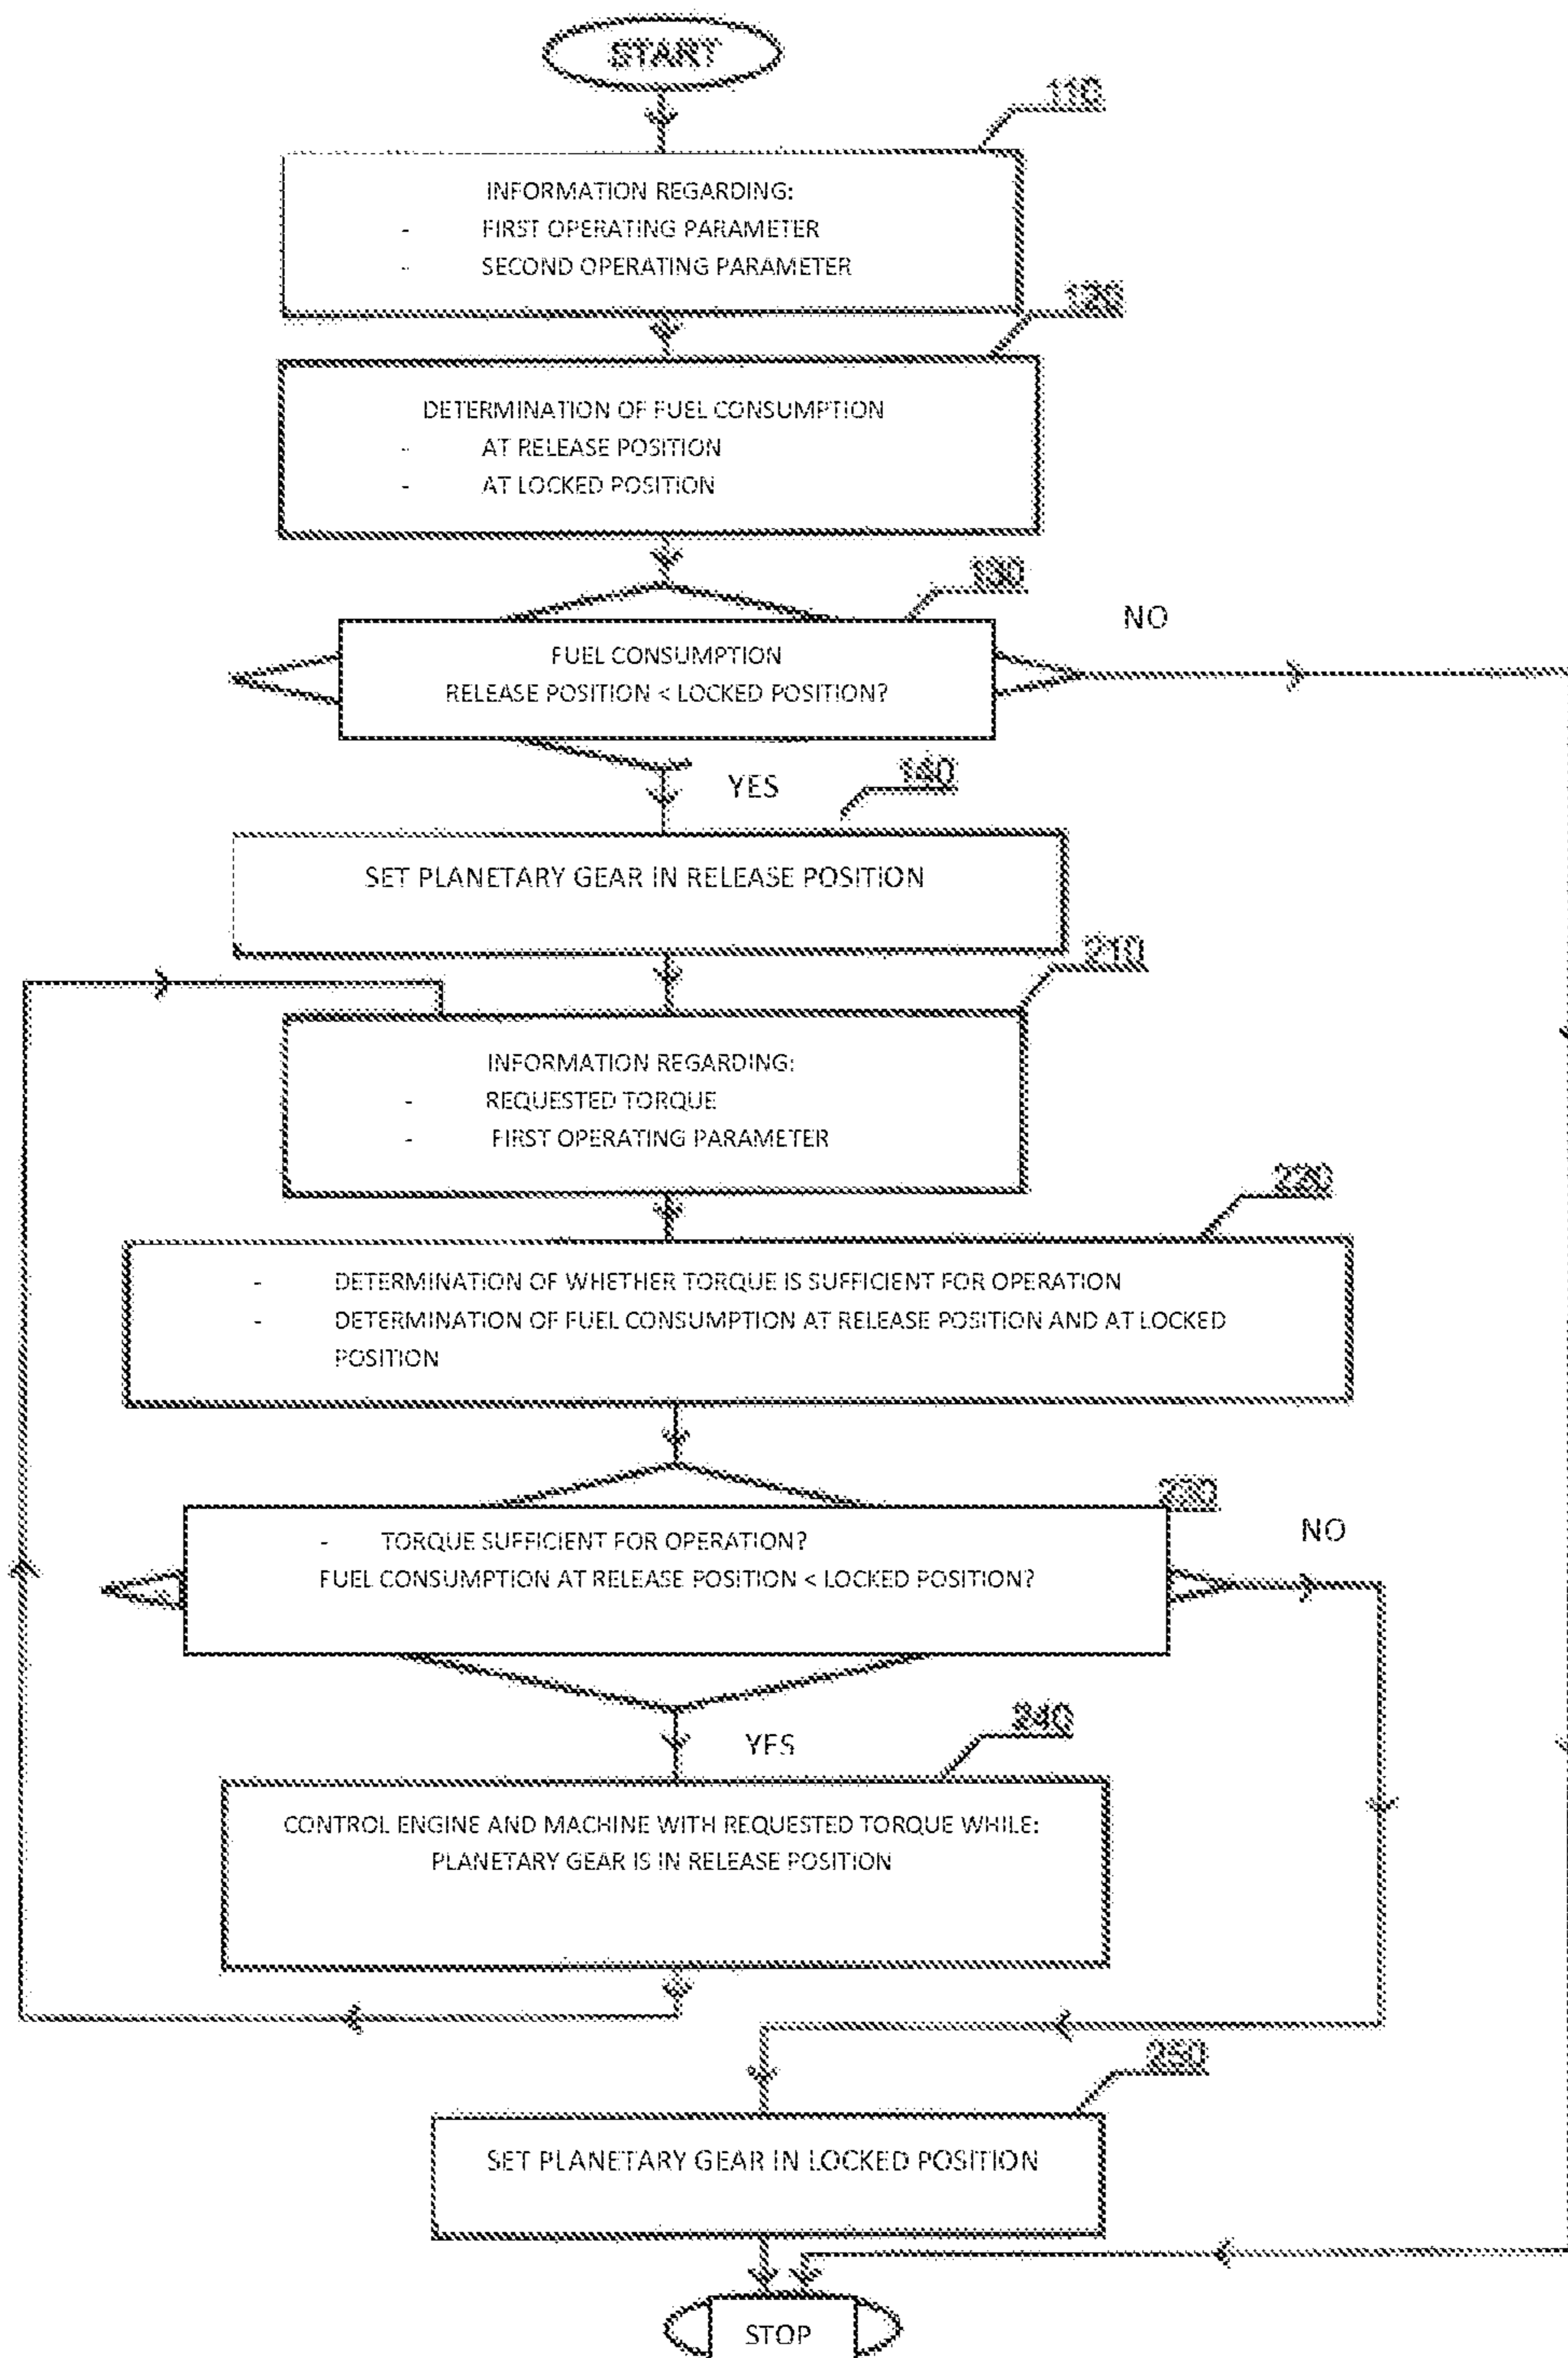 START
110
INFORMATION REGARDING:
- FIRST OPERATING PARAMETER
- SECOND OPERATING PARAMETER
120
DETERMINATION OF FUEL CONSUMPTION
- AT RELEASE POSITION
- AT LOCKED POSITION
130
NO
FUEL CONSUMPTION
RELEASE POSITION < LOCKED POSITION?
YES
140
SET PLANETARY GEAR IN RELEASE POSITION
210
INFORMATION REGARDING:
- REQUESTED TORQUE
- FIRST OPERATING PARAMETER
220
- DETERMINATION OF WHETHER TORQUE IS SUFFICIENT FOR OPERATION
- DETERMINATION OF FUEL CONSUMPTION AT RELEASE POSITION AND AT LOCKED
POSITION
230
NO
- TORQUE SUFFICIENT FOR OPERATION?
FUEL CONSUMPTION AT RELEASE POSITION < LOCKED POSITION?
YES
240
CONTROL ENGINE AND MACHINE WITH REQUESTED TORQUE WHILE:
PLANETARY GEAR IS IN RELEASE POSITION
250
SET PLANETARY GEAR IN LOCKED POSITION
STOP